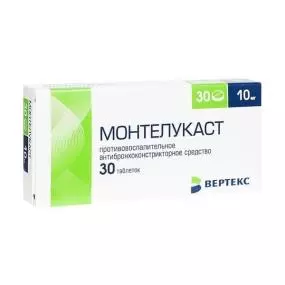 30
10мг
МОНТЕЛУКАСТ
противовоспалительное
антибронхоконстрикторное средство
30 таблеток
ВЕРТЕКС